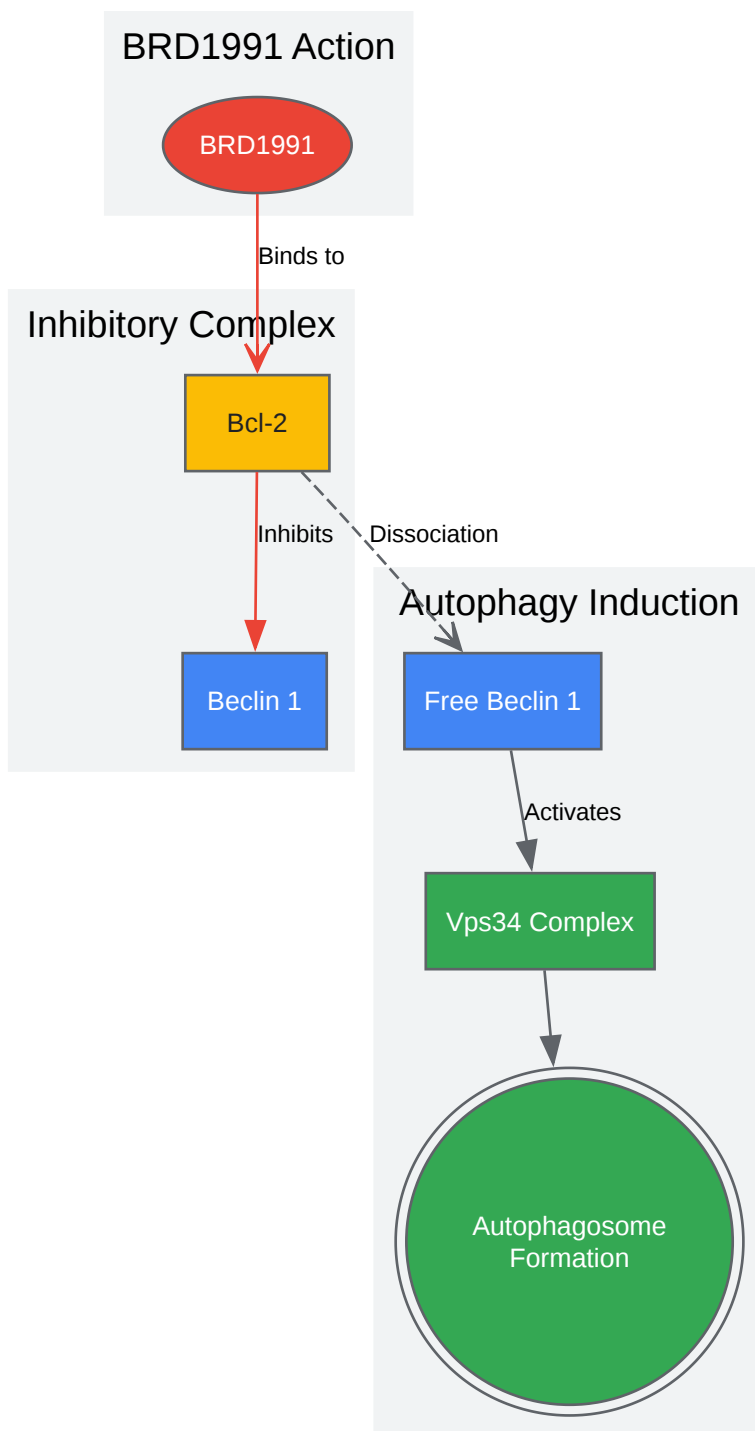 BRD1991 Action
BRD1991
Binds to
Inhibitory Complex
Bcl-2
Inhibits
Dissociation
Autophagy Induction
Beclin 1
Free Beclin 1
Activates
Vps34 Complex
Autophagosome
Formation